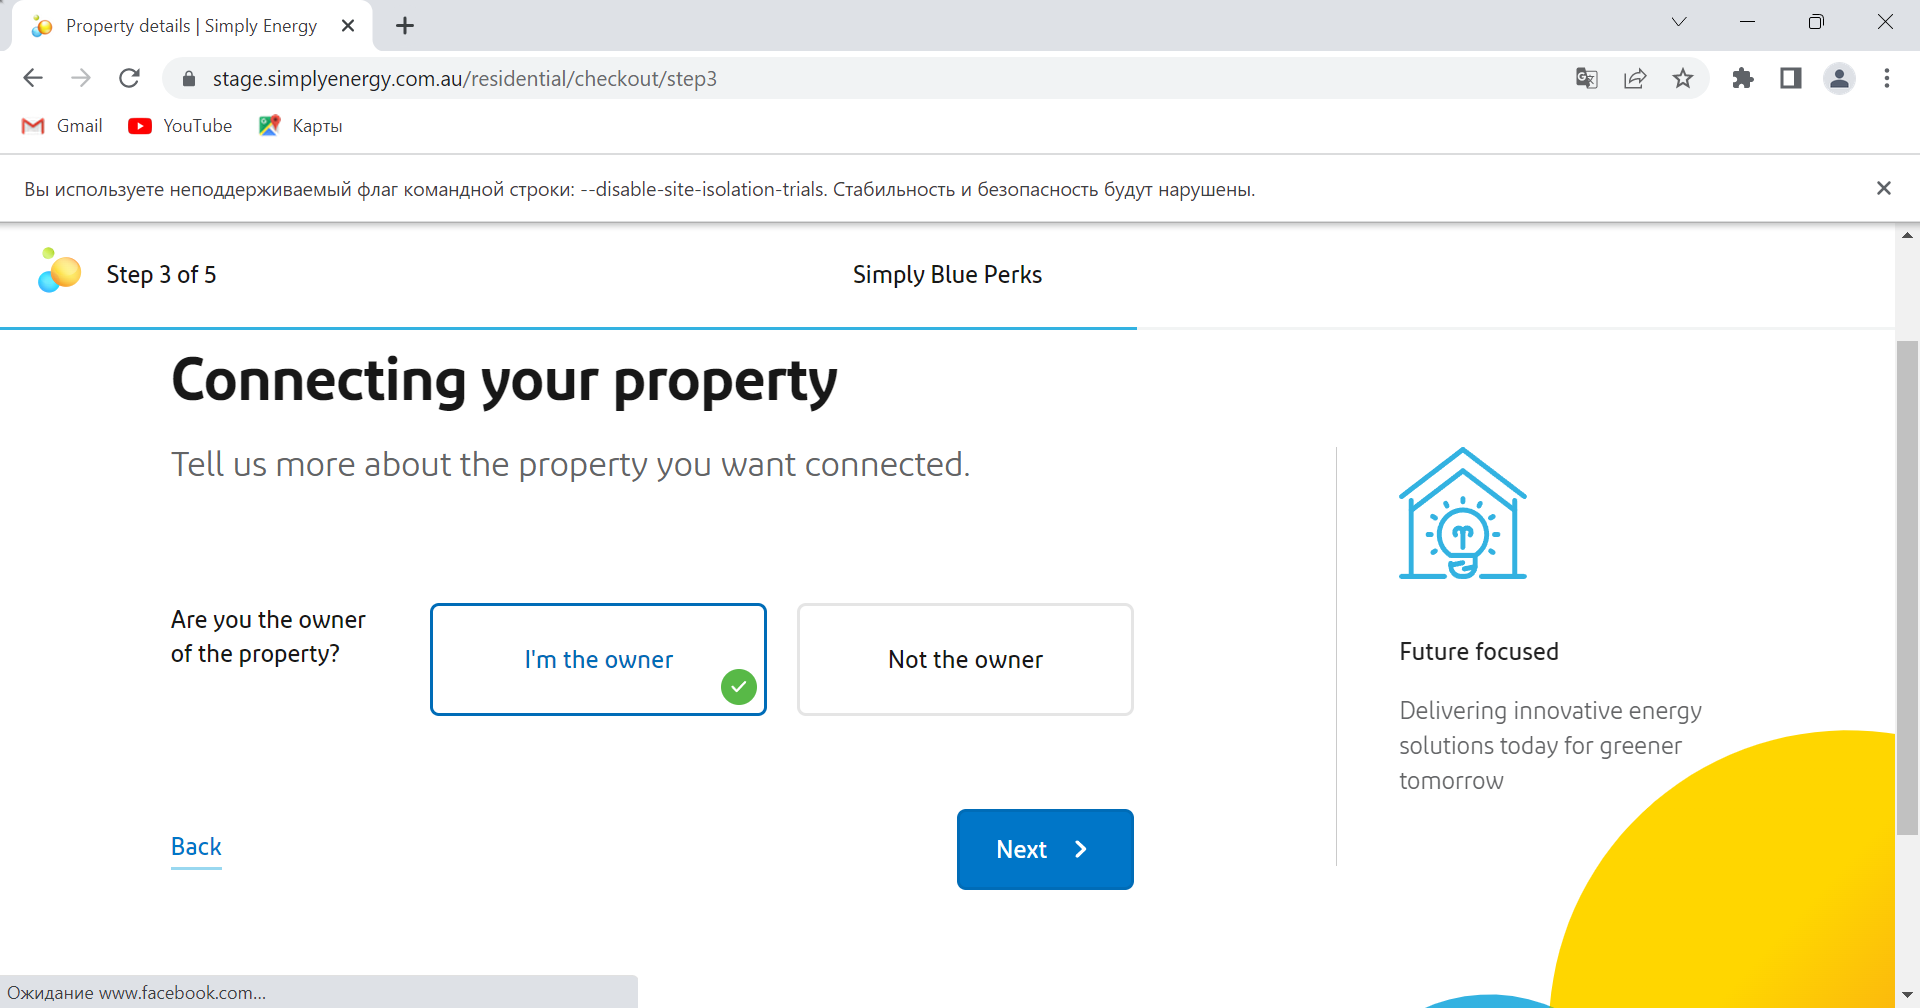 Property details | Simply Energy
stage.simplyenergy.com.au/residential/checkout/step3
Gmail
YouTube
Карты
Вы используете неподдерживаемый флаг командной строки: --disable-site-isolation-trials. Стабильность и безопасность будут нарушены.
Step 3 of 5
Simply Blue Perks
Connecting your property
Tell us more about the property you want connected.
Are you the owner
of the property?
I'm the owner
Not the owner
Future focused
Delivering innovative energy
solutions today for greener
tomorrow
Back
Next
Ожидание www.facebook.com...